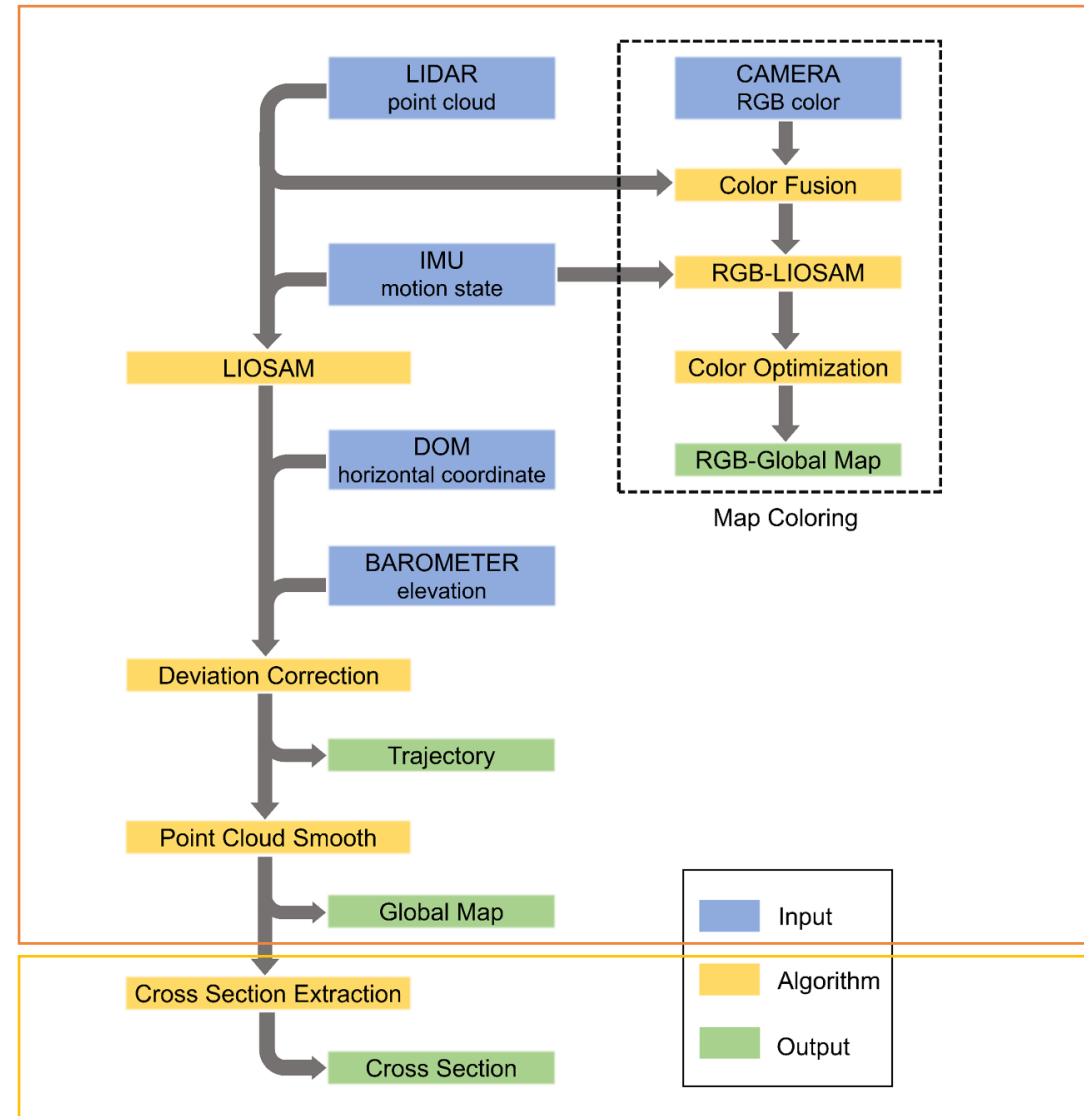 LIDAR
point cloud
CAMERA
RGB color
Color Fusion
IMU
motion state
RGB-LIOSAM
LIOSAM
Color Optimization
DOM
horizontal coordinate
RGB-Global Map
Map Coloring
BAROMETER
elevation
Deviation Correction
Trajectory
Point Cloud Smooth
Global Map
Cross Section Extraction
Cross Section
Input
Algorithm
Output